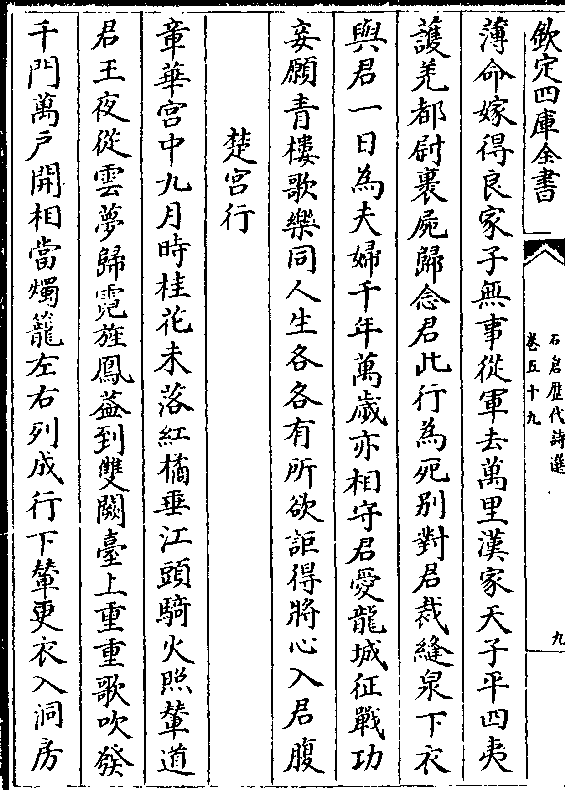 欽定四庫全書
石倉歴代詩選
卷五十九
九
薄命嫁得良家子無事從軍去萬里漢家天子平四夷
護羌都尉裹屍歸念君此行為死别對君裁縫泉下衣
與君一日為夫婦千年萬歲亦相守君愛龍城征戰功
妾願青樓歌樂同人生各各有所欲詎得將心入君腹
楚宫行
章華宫中九月時桂花未落紅橘垂江頭騎火照輦道
君王夜從雲夢歸霓旌鳳葢到雙闕臺上重重歌吹發
千門萬户開相當燭籠左右列成行下輦更衣入洞房